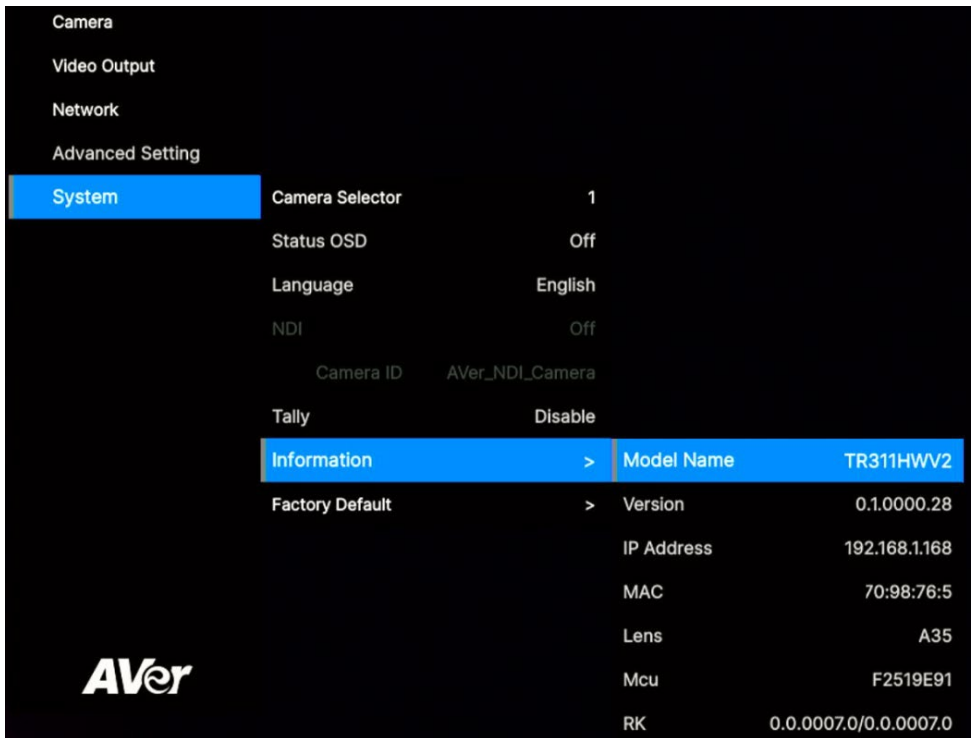 Camera
Video Output
Network
Advanced Setting
System
Camera Selector 1
Status OSD Off
Language English
NDI Off
Camera ID AVer_NDI_Camera
Tally Disable
Information > Model Name TR311HWV2
Factory Default > Version 0.1.0000.28
IP Address 192.168.1.168
MAC 70:98:76:5
Lens A35
Mcu F2519E91
RK 0.0.0007.0/0.0.0007.0
AVer